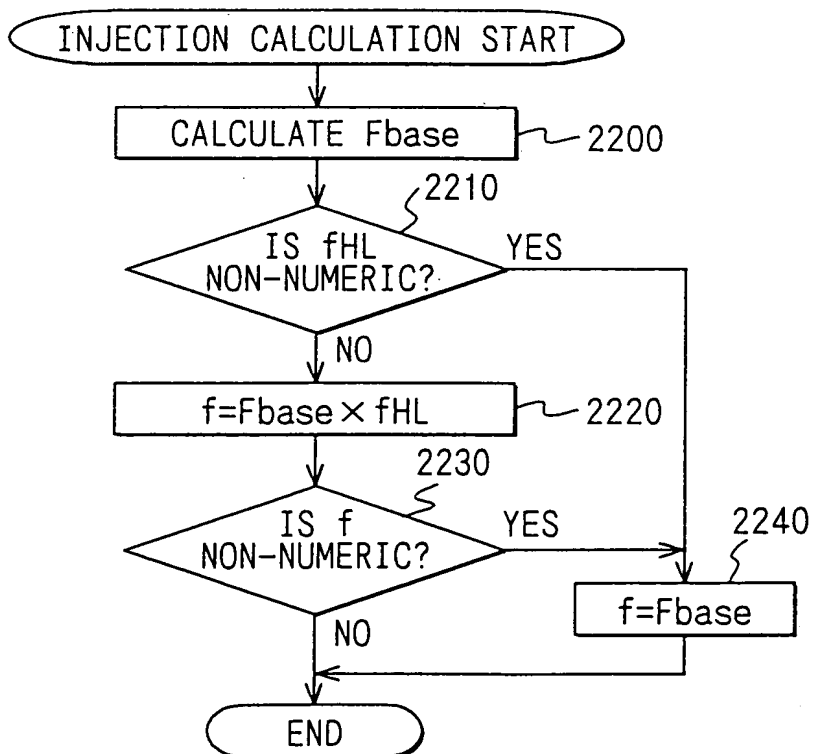 INJECTION CALCULATION START
CALCULATE Fbase
2200
2210
IS fHL
NON-NUMERIC?
YES
NO
f=Fbase×fHL
2220
2230
IS f
NON-NUMERIC?
YES
2240
f=Fbase
NO
END